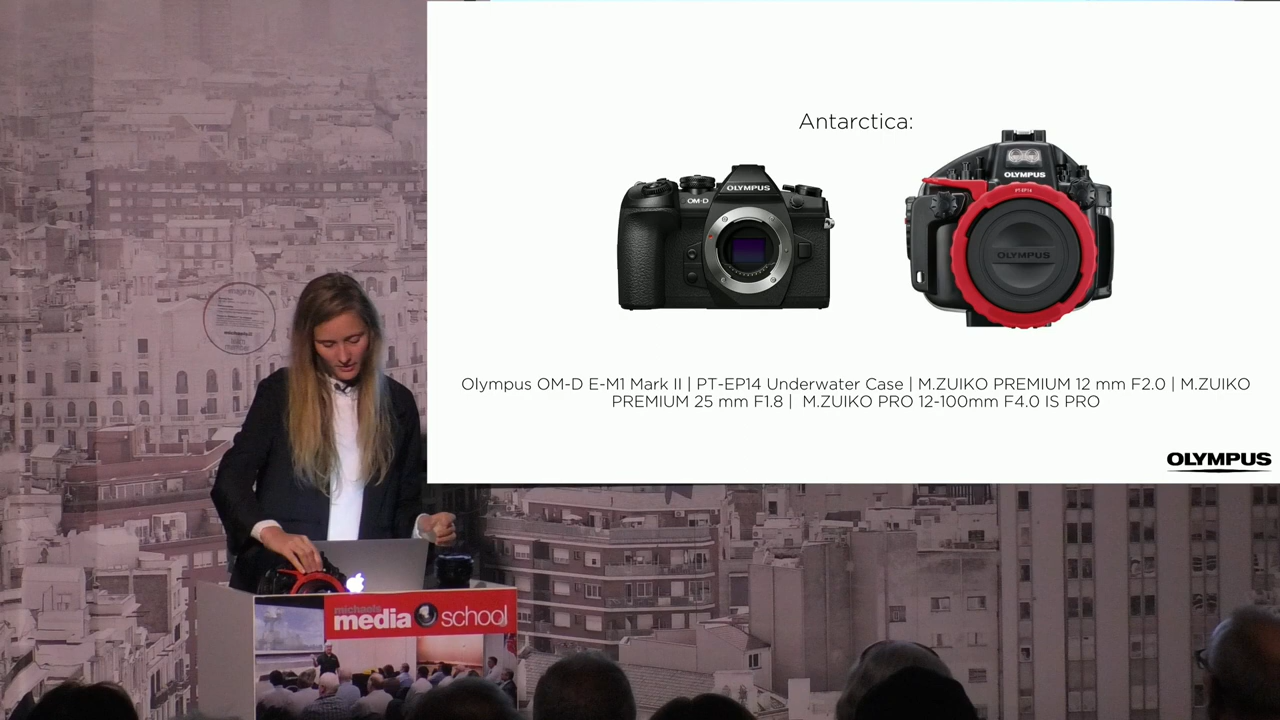 Antarctica:
OLYMPUS
OM-D
OLYMPUS
PT-EP14
OLYMPUS
Olympus OM-D E-M1 Mark II | PT-EP14 Underwater Case | M.ZUIKO PREMIUM 12 mm F2.0 | M.ZUIKO
PREMIUM 25 mm F1.8 | M.ZUIKO PRO 12-100mm F4.0 IS PRO
OLYMPUS
michaels
media school